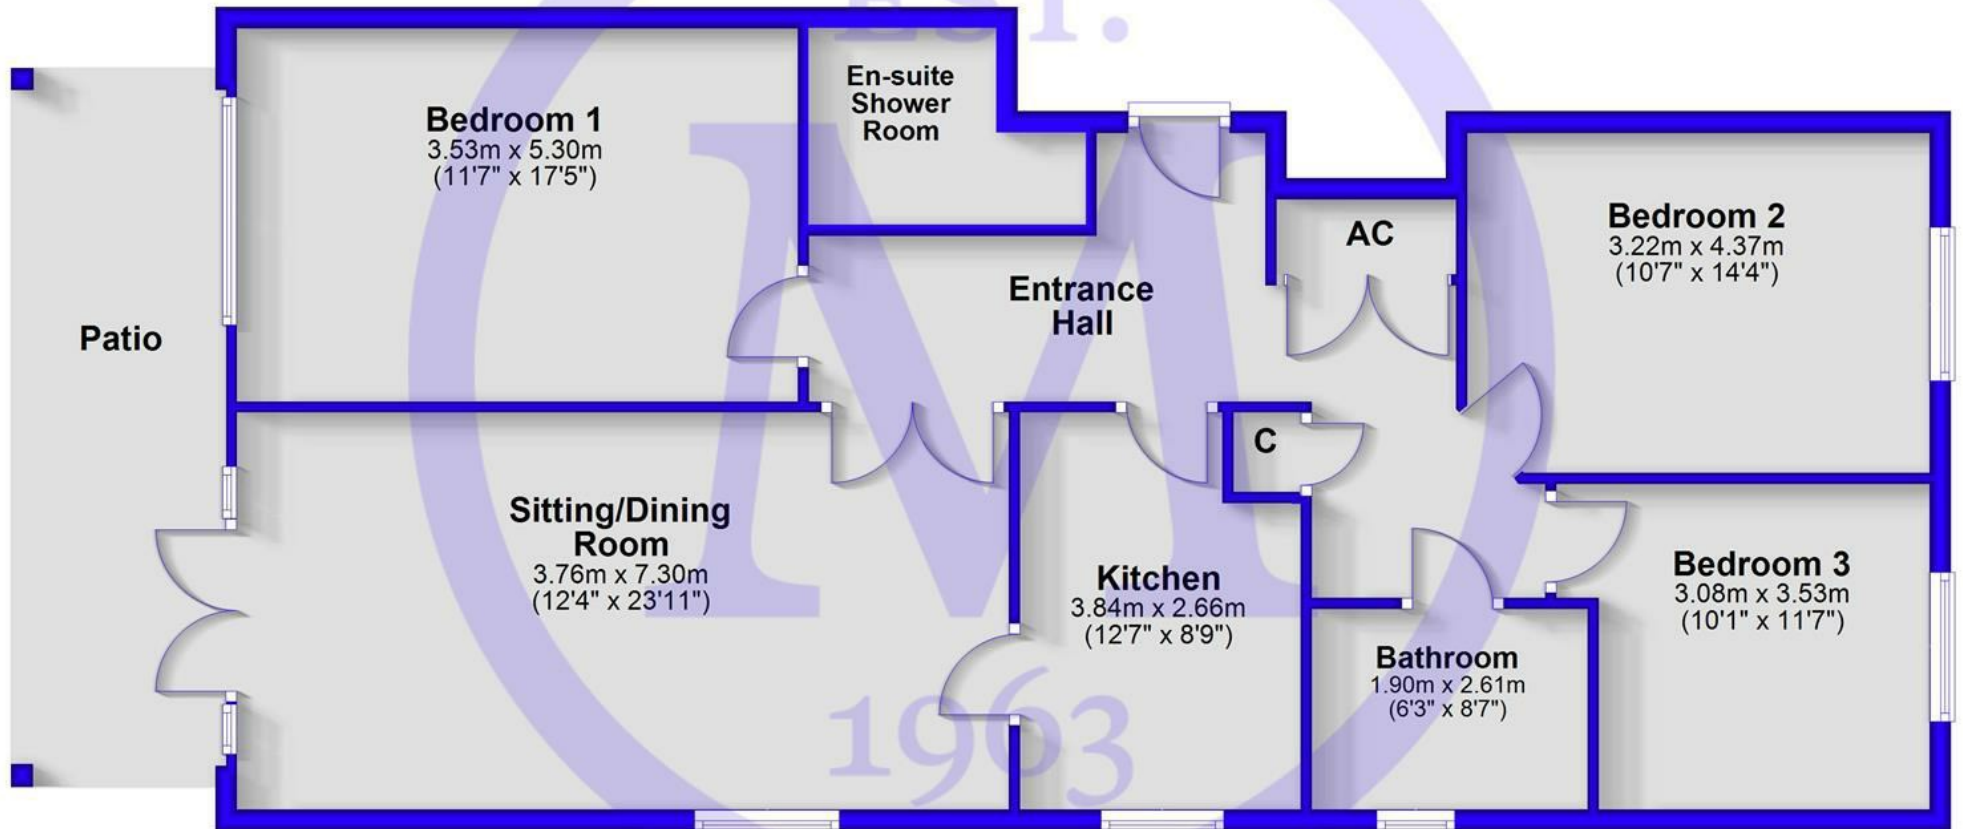 EST.
En-suite
Shower
Room
Bedroom 1
3.53m x 5.30m
(11'7" x 17'5")
Bedroom 2
3.22m x 4.37m
(10'7" x 14'4")
AC
Entrance
Hall
Patio
C
Sitting/Dining
Room
3.76m x 7.30m
(12'4" x 23'11")
Kitchen
3.84m x 2.66m
(12'7" x 8'9")
Bedroom 3
3.08m x 3.53m
(10'1" x 11'7")
Bathroom
1.90m x 2.61m
(6'3" x 8'7")
M
1963